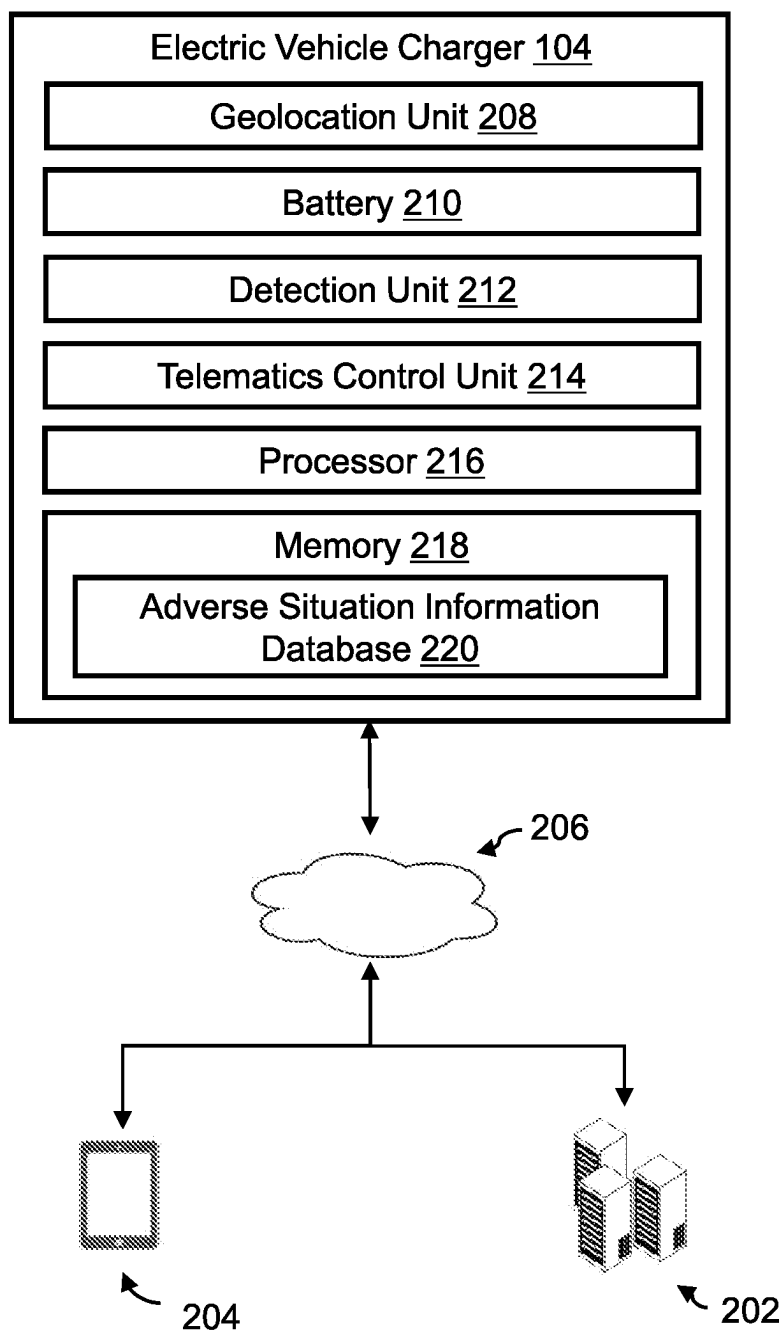 Electric Vehicle Charger 104
Geolocation Unit 208
Battery 210
Detection Unit 212
Telematics Control Unit 214
Processor 216
Memory 218
Adverse Situation Information
Database 220
206
204
202